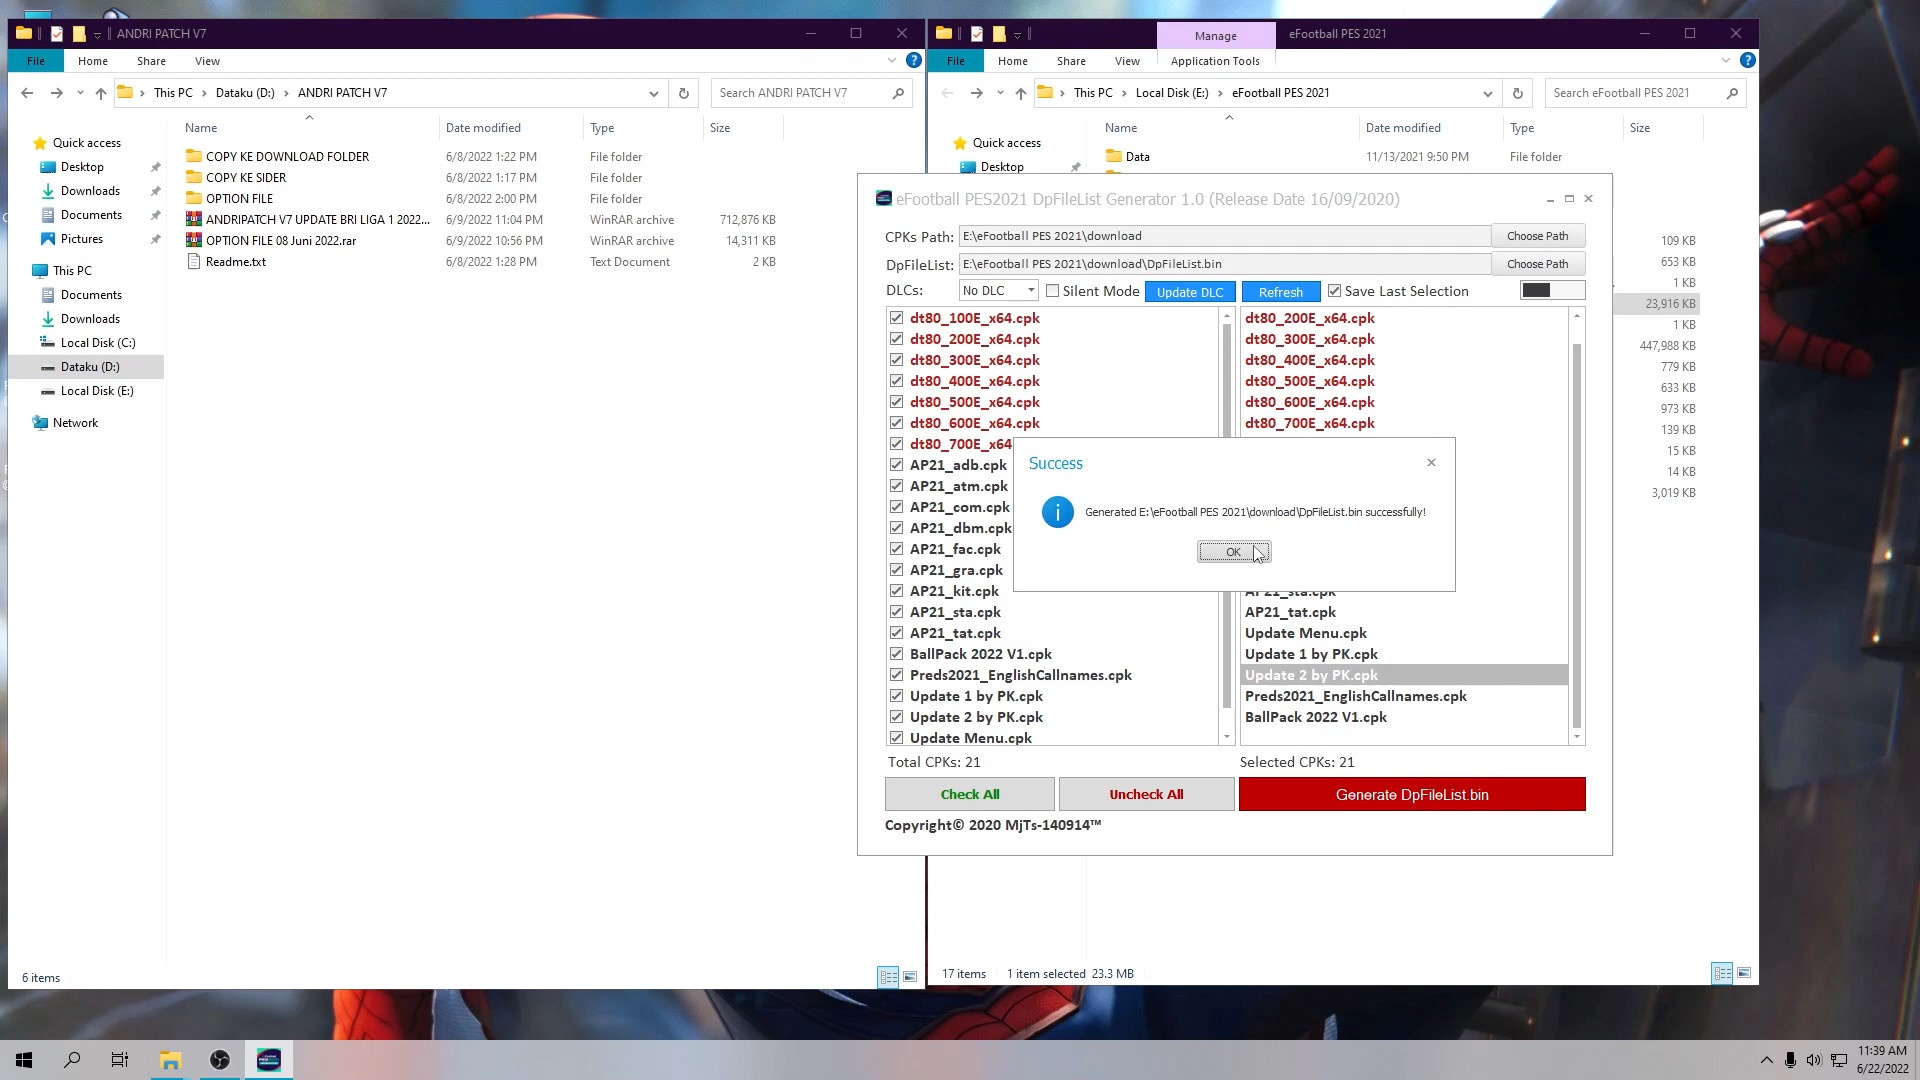 ANDRI PATCH V7
File
Home
Share
View
This PC
Dataku (D:)
ANDRI PATCH V7
Search ANDRI PATCH V7
Name
Date modified
Type
Size
Quick access
Desktop
Downloads
Documents
Pictures
This PC
Documents
Downloads
Local Disk (C:)
Dataku (D:)
Local Disk (E:)
Network
COPY KE DOWNLOAD FOLDER 6/8/2022 1:22 PM File folder
COPY KE SIDER 6/8/2022 1:17 PM File folder
OPTION FILE 6/8/2022 2:00 PM File folder
ANDRIPATCH V7 UPDATE BRI LIGA 1 2022... 6/9/2022 11:04 PM WinRAR archive 712,876 KB
OPTION FILE 08 Juni 2022.rar 6/9/2022 10:56 PM WinRAR archive 14,311 KB
Readme.txt 6/8/2022 1:28 PM Text Document 2 KB
6 items
Manage
eFootball PES 2021
File
Home
Share
View
Application Tools
This PC
Local Disk (E:)
eFootball PES 2021
Search eFootball PES 2021
Name
Date modified
Type
Size
Quick access
Desktop
Data 11/13/2021 9:50 PM File folder
109 KB
653 KB
1 KB
23,916 KB
1 KB
447,988 KB
779 KB
633 KB
973 KB
139 KB
15 KB
14 KB
3,019 KB
17 items
1 item selected 23.3 MB
eFootball PES2021 DpFileList Generator 1.0 (Release Date 16/09/2020)
CPKs Path: E:\eFootball PES 2021\download Choose Path
DpFileList: E:\eFootball PES 2021\download\DpFileList.bin Choose Path
DLCs: No DLC Silent Mode Update DLC Refresh Save Last Selection
dt80_100E_x64.cpk
dt80_200E_x64.cpk
dt80_300E_x64.cpk
dt80_400E_x64.cpk
dt80_500E_x64.cpk
dt80_600E_x64.cpk
dt80_700E_x64
AP21_adb.cpk
AP21_atm.cpk
AP21_com.cpk
AP21_dbm.cpk
AP21_fac.cpk
AP21_gra.cpk
AP21_kit.cpk
AP21_sta.cpk
AP21_tat.cpk
BallPack 2022 V1.cpk
Preds2021_EnglishCallnames.cpk
Update 1 by PK.cpk
Update 2 by PK.cpk
Update Menu.cpk
dt80_200E_x64.cpk
dt80_300E_x64.cpk
dt80_400E_x64.cpk
dt80_500E_x64.cpk
dt80_600E_x64.cpk
dt80_700E_x64.cpk
AP21_sta.cpk
AP21_tat.cpk
Update Menu.cpk
Update 1 by PK.cpk
Update 2 by PK.cpk
Preds2021_EnglishCallnames.cpk
BallPack 2022 V1.cpk
Success
Generated E:\eFootball PES 2021\download\DpFileList.bin successfully!
OK
Total CPKs: 21
Selected CPKs: 21
Check All
Uncheck All
Generate DpFileList.bin
Copyright© 2020 MjTs-140914™
11:39 AM
6/22/2022